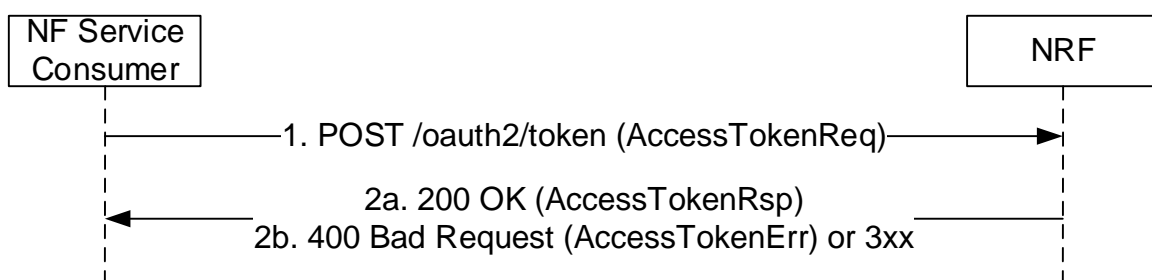 NF Service
Consumer
NRF
1. POST /oauth2/token (AccessTokenReq)
2a. 200 OK (AccessTokenRsp)
2b. 400 Bad Request (AccessTokenErr) or 3xx